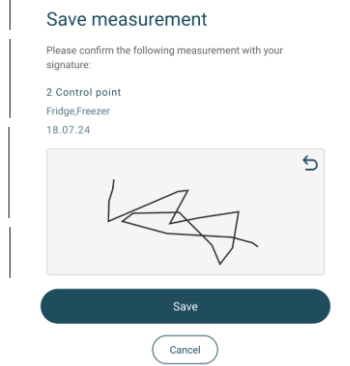 Save measurement
Please confirm the following measurement with your
signature:
2 Control point
Fridge,Freezer
18.07.24
Save
Cancel